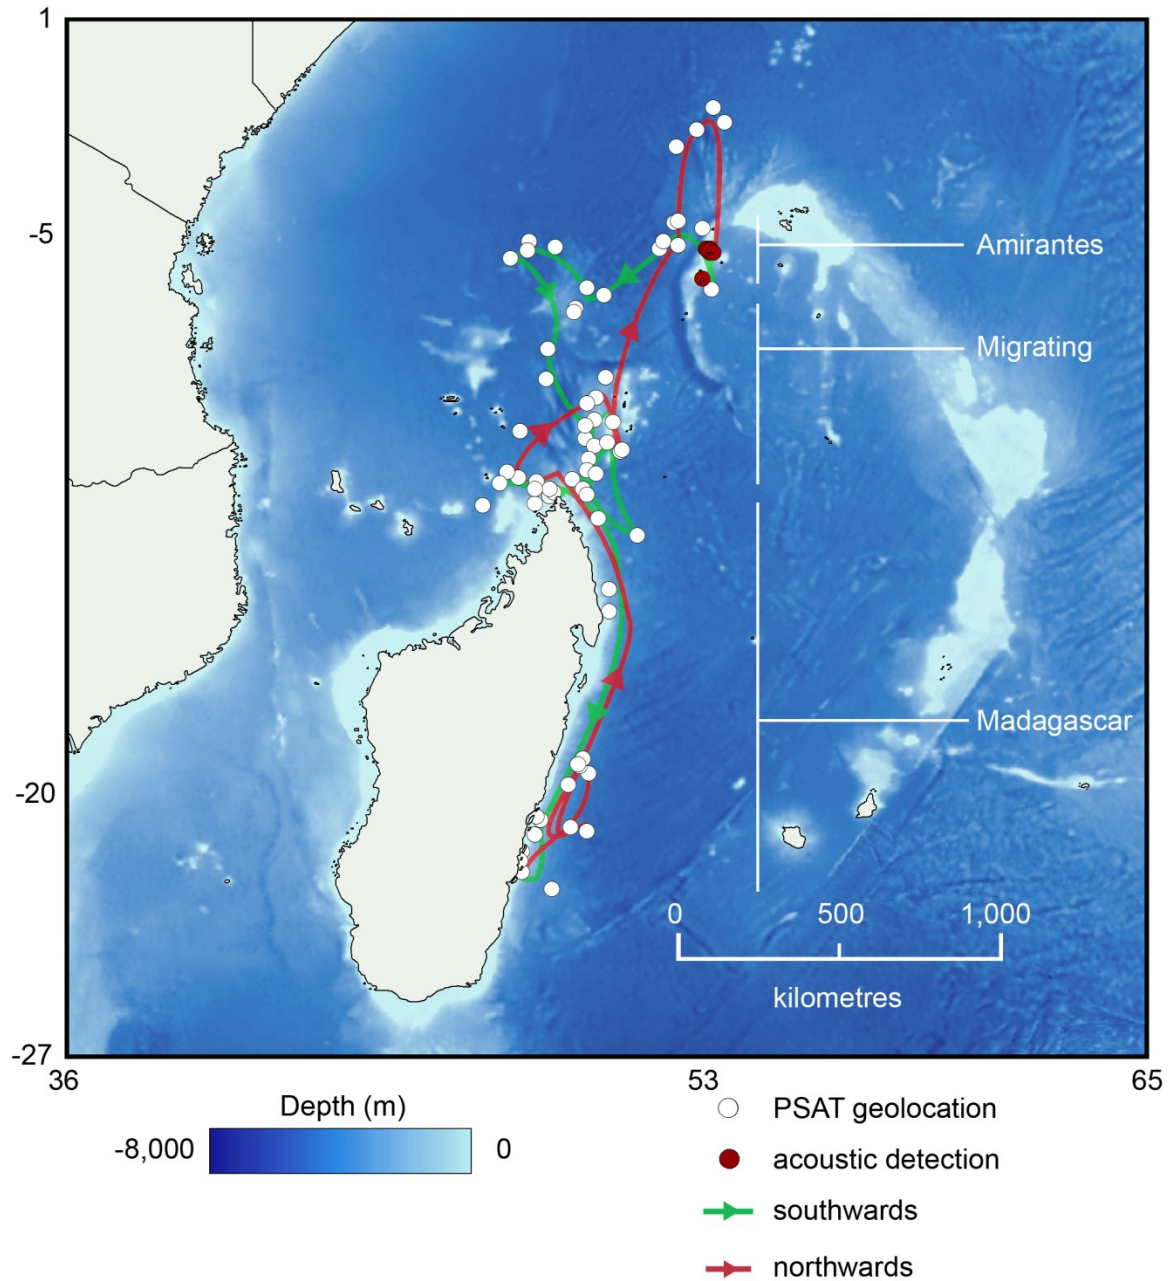 1
-5
Amirantes
Migrating
Madagascar
-20
0 500 1,000
kilometres
-27
36 53 65
Depth (m)
-8,000 0
PSAT geolocation
acoustic detection
southwards
northwards